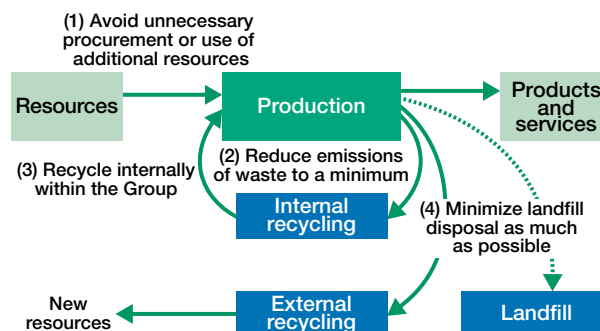 (1) Avoid unnecessary
procurement or use of
additional resources
Resources
Production
Products
and
services
(3) Recycle internally
within the Group
(2) Reduce emissions
of waste to a minimum
Internal
recycling
(4) Minimize landfill
disposal as much
as possible
New
resources
External
recycling
Landfill